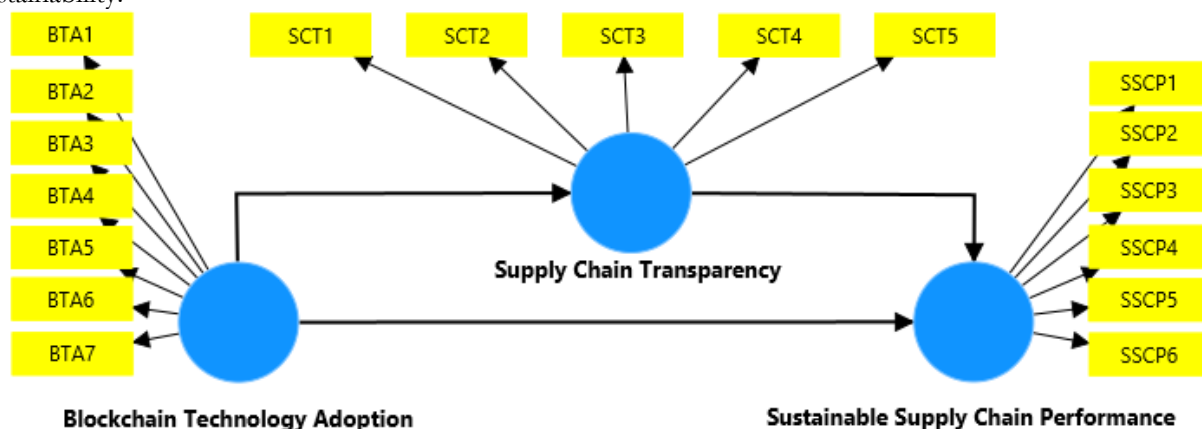 BTA1
BTA2
BTA3
BTA4
BTA5
BTA6
BTA7
SCT1 SCT2 SCT3 SCT4 SCT5
SSCP1
SSCP2
SSCP3
SSCP4
SSCP5
SSCP6
Supply Chain Transparency
Blockchain Technology Adoption
Sustainable Supply Chain Performance